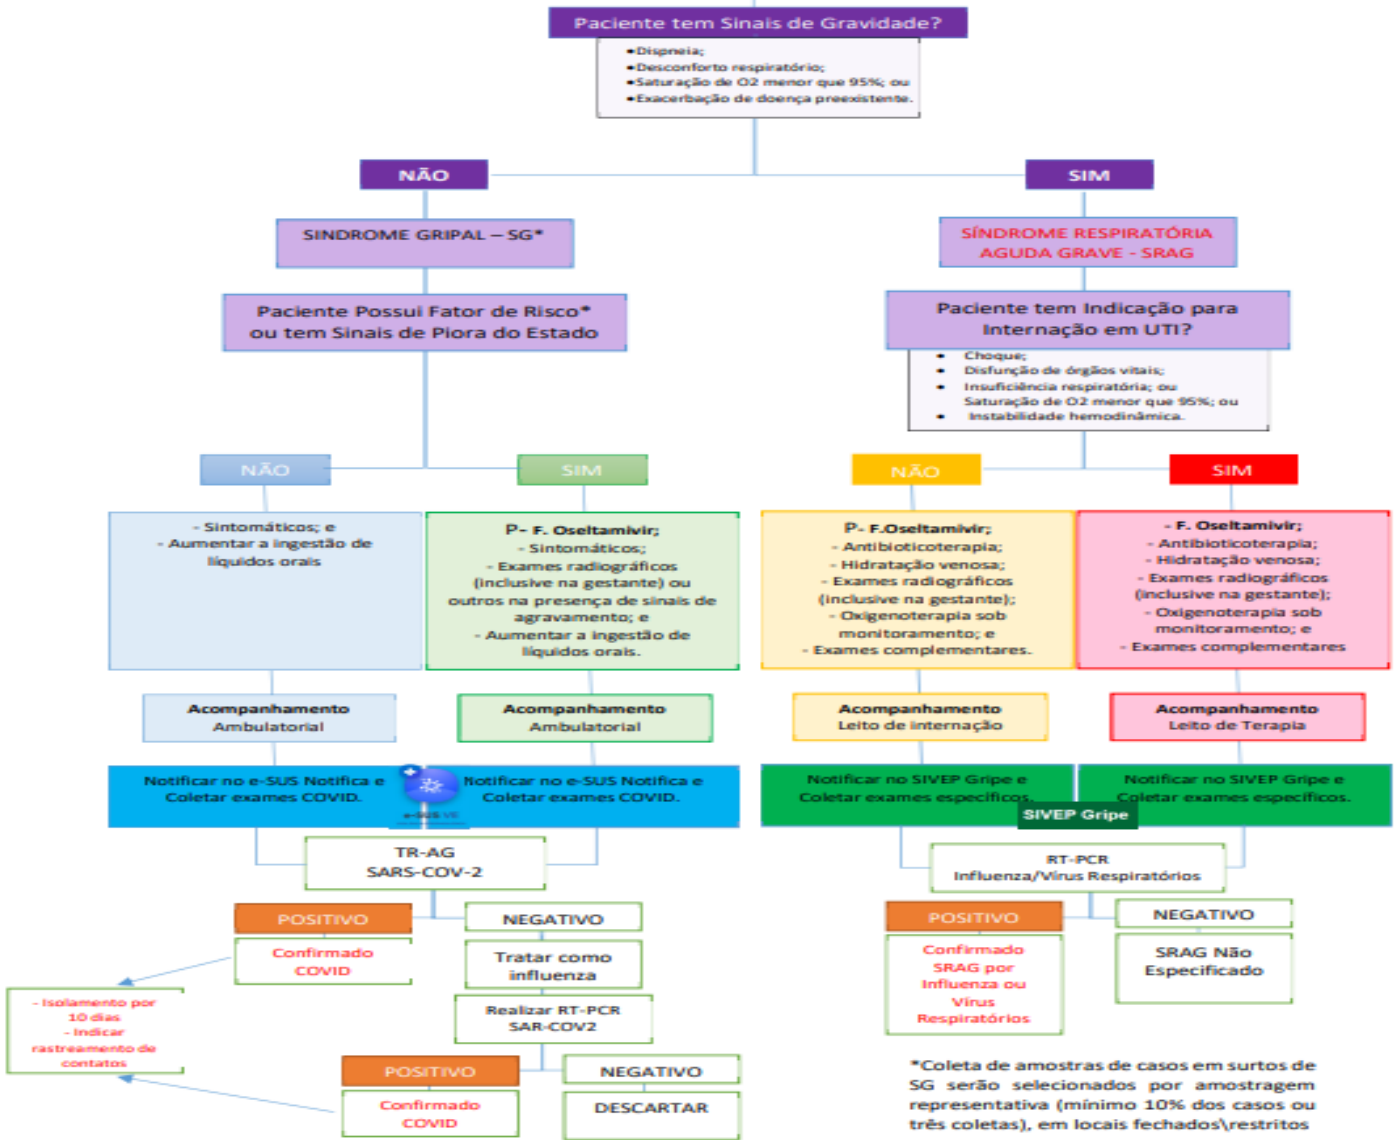 Paciente tem Sinais de Gravidade?
•Dispneia;
•Desconforto respiratório;
•Saturação de O2 menor que 95%; ou
•Exacerbação de doença preexistente.
NÃO
SIM
SINDROME GRIPAL – SG*
SÍNDROME RESPIRATÓRIA
AGUDA GRAVE - SRAG
Paciente Possui Fator de Risco*
ou tem Sinais de Piora do Estado
Paciente tem Indicação para
Internação em UTI?
• Choque;
• Disfunção de órgãos vitais;
• Insuficiência respiratória; ou
Saturação de O2 menor que 95%; ou
• Instabilidade hemodinâmica.
NÃO
SIM
NÃO
SIM
- Sintomáticos; e
- Aumentar a ingestão de
líquidos orais
P- F. Oseltamivir;
- Sintomáticos;
- Exames radiográficos
(inclusive na gestante) ou
outros na presença de sinais de
agravamento; e
- Aumentar a ingestão de
líquidos orais.
P- F.Oseltamivir;
- Antibioticoterapia;
- Hidratação venosa;
- Exames radiográficos
(inclusive na gestante);
- Oxigenoterapia sob
monitoramento; e
- Exames complementares.
- F. Oseltamivir;
- Antibioticoterapia;
- Hidratação venosa;
- Exames radiográficos
(inclusive na gestante);
- Oxigenoterapia sob
monitoramento; e
- Exames complementares
Acompanhamento
Ambulatorial
Acompanhamento
Ambulatorial
Acompanhamento
Leito de internação
Acompanhamento
Leito de Terapia
Notificar no e-SUS Notifica e
Coletar exames COVID.
e-SUS VE
Notificar no e-SUS Notifica e
Coletar exames COVID.
Notificar no SIVEP Gripe e
Coletar exames específicos.
Notificar no SIVEP Gripe e
Coletar exames específicos.
SIVEP Gripe
TR-AG
SARS-COV-2
RT-PCR
Influenza/Vírus Respiratórios
POSITIVO
NEGATIVO
POSITIVO
NEGATIVO
Confirmado
COVID
Tratar como
influenza
Confirmado
SRAG por
Influenza ou
Vírus
Respiratórios
SRAG Não
Especificado
- Isolamento por
10 dias
- Indicar
rastreamento de
contatos
Realizar RT-PCR
SAR-COV2
POSITIVO
NEGATIVO
Confirmado
COVID
DESCARTAR
*Coleta de amostras de casos em surtos de
SG serão selecionados por amostragem
representativa (mínimo 10% dos casos ou
três coletas), em locais fechados\restritos